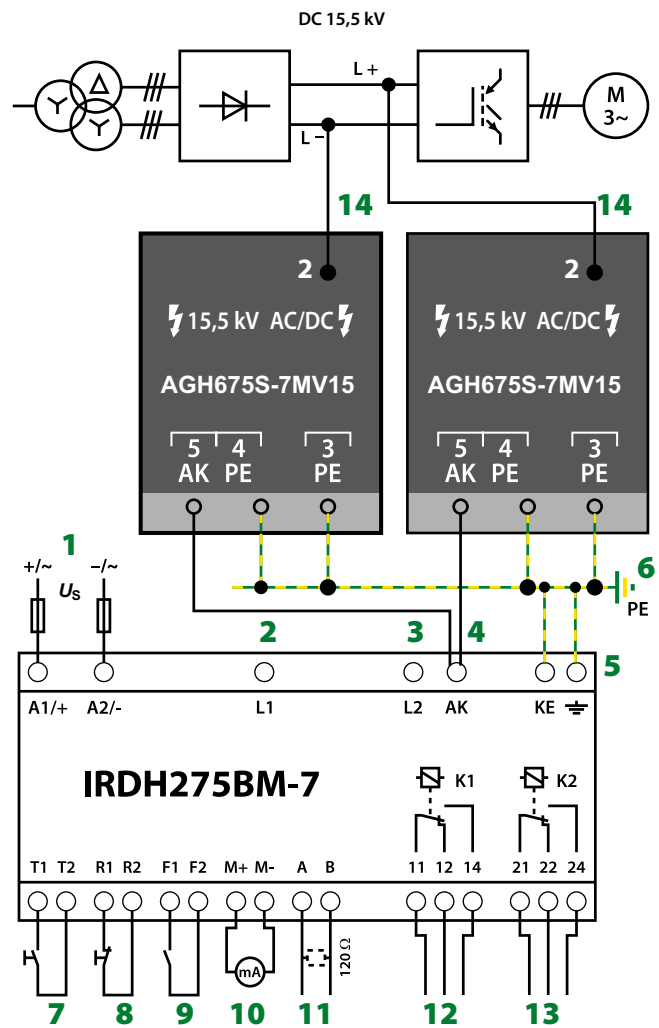 DC 15,5 kV
L +
L −
M
3~
14
14
2
2
15,5 kV AC/DC
15,5 kV AC/DC
AGH675S-7MV15
AGH675S-7MV15
5 4 3
AK PE PE
5 4 3
AK PE PE
1
+/~ −/~
US
6
PE
2
3
4
5
A1/+ A2/- L1 L2 AK KE
IRDH275BM-7
K1
K2
T1 T2 R1 R2 F1 F2 M+ M- A B 11 12 14 21 22 24
mA
120 Ω
7 8 9 10 11 12 13